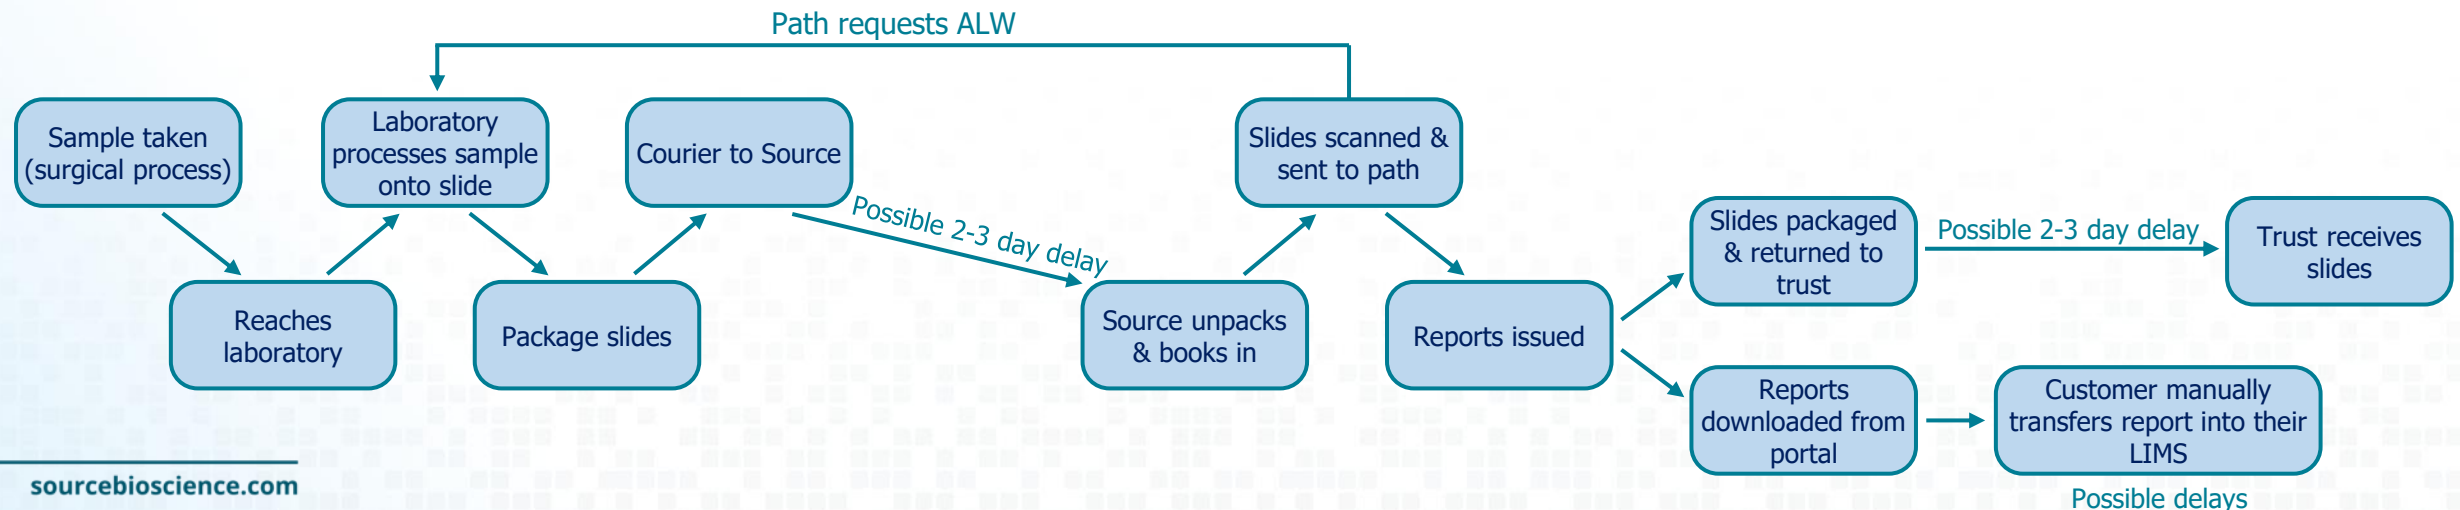 Path requests ALW
Sample taken
(surgical process)
Reaches
laboratory
Laboratory
processes sample
onto slide
Package slides
Courier to Source
Possible 2-3 day delay
Source unpacks
& books in
Slides scanned &
sent to path
Reports issued
Slides packaged
& returned to
trust
Possible 2-3 day delay
Trust receives
slides
Reports
downloaded from
portal
Customer manually
transfers report into their
LIMS
Possible delays
sourcebioscience.com